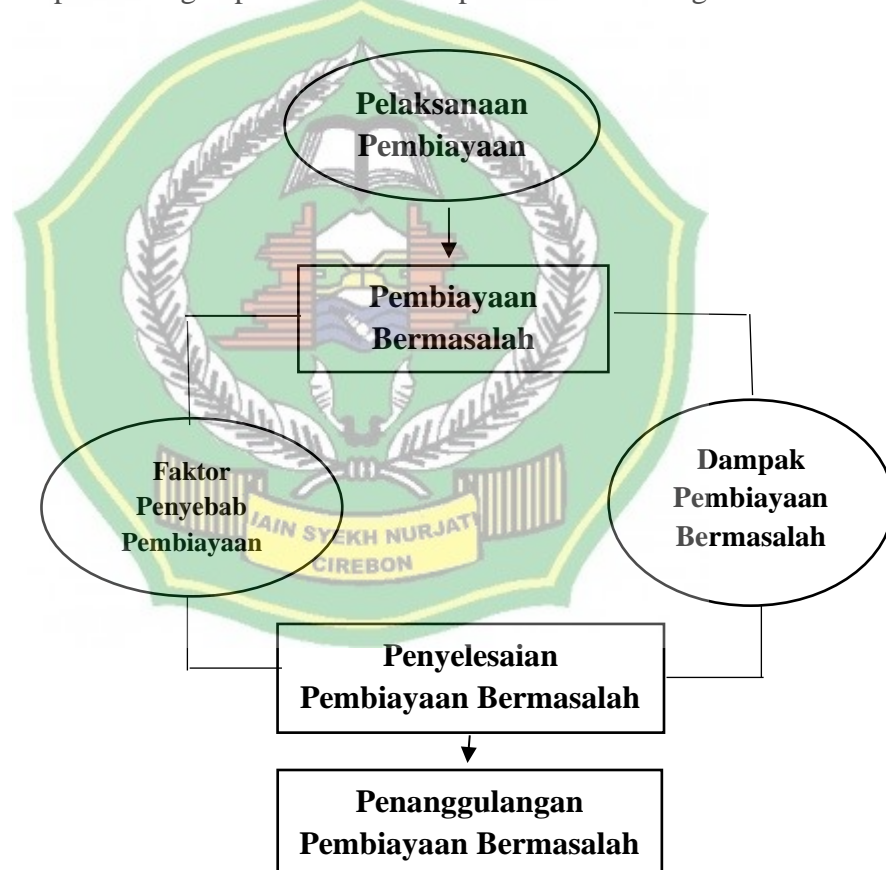 Pelaksanaan
Pembiayaan
Pembiayaan
Bermasalah
Faktor
Penyebab
Pembiayaan
Dampak
Pembiayaan
Bermasalah
IAIN SYEKH NURJATI
CIREBON
Penyelesaian
Pembiayaan Bermasalah
Penanggulangan
Pembiayaan Bermasalah